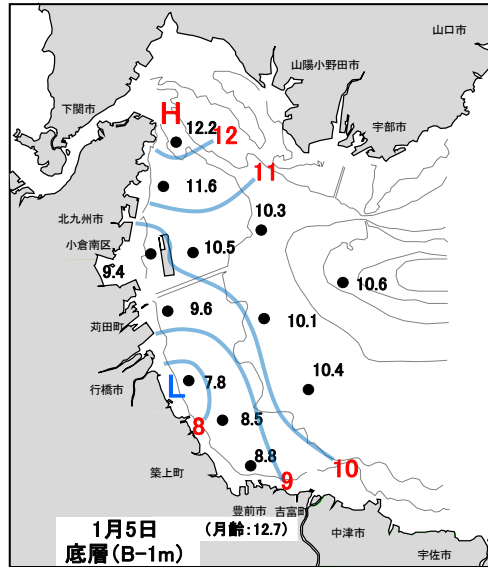 山口市
山陽小野田市
下関市
H
12.2
12
宇部市
11
11.6
北九州市
10.3
小倉南区
10.5
9.4
10.6
9.6
10.1
苅田町
10.4
7.8
行橋市
L
8
8.5
8.8
10
築上町
9
豊前市 吉富町
1月5日 (月齢:12.7)
中津市
底層(B-1m)
宇佐市